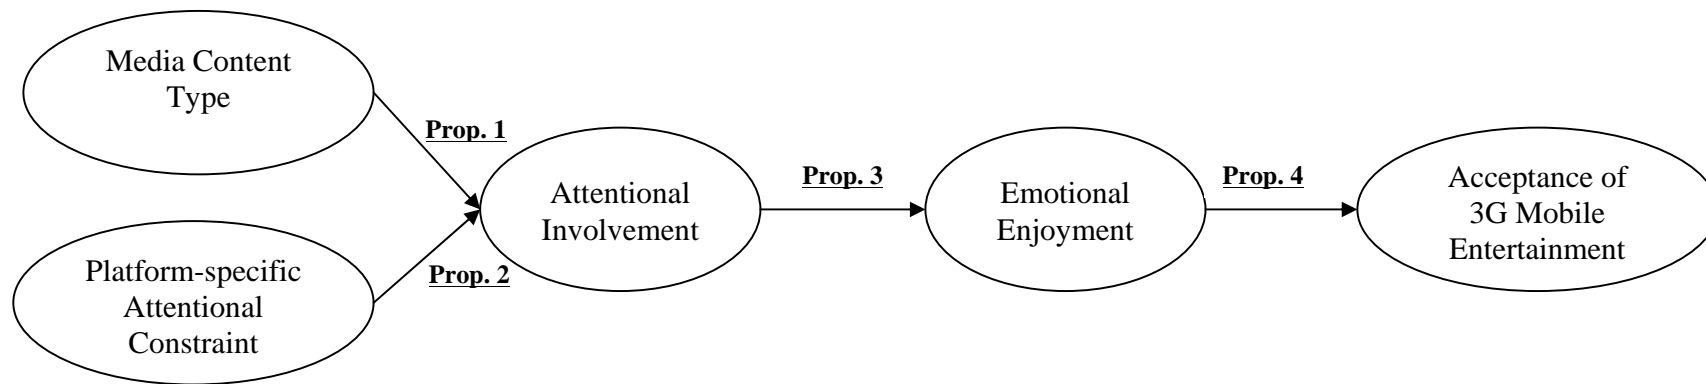 Media Content
Type
Prop. 1
Platform-specific
Attentional
Constraint
Prop. 2
Attentional
Involvement
Prop. 3
Emotional
Enjoyment
Prop. 4
Acceptance of
3G Mobile
Entertainment